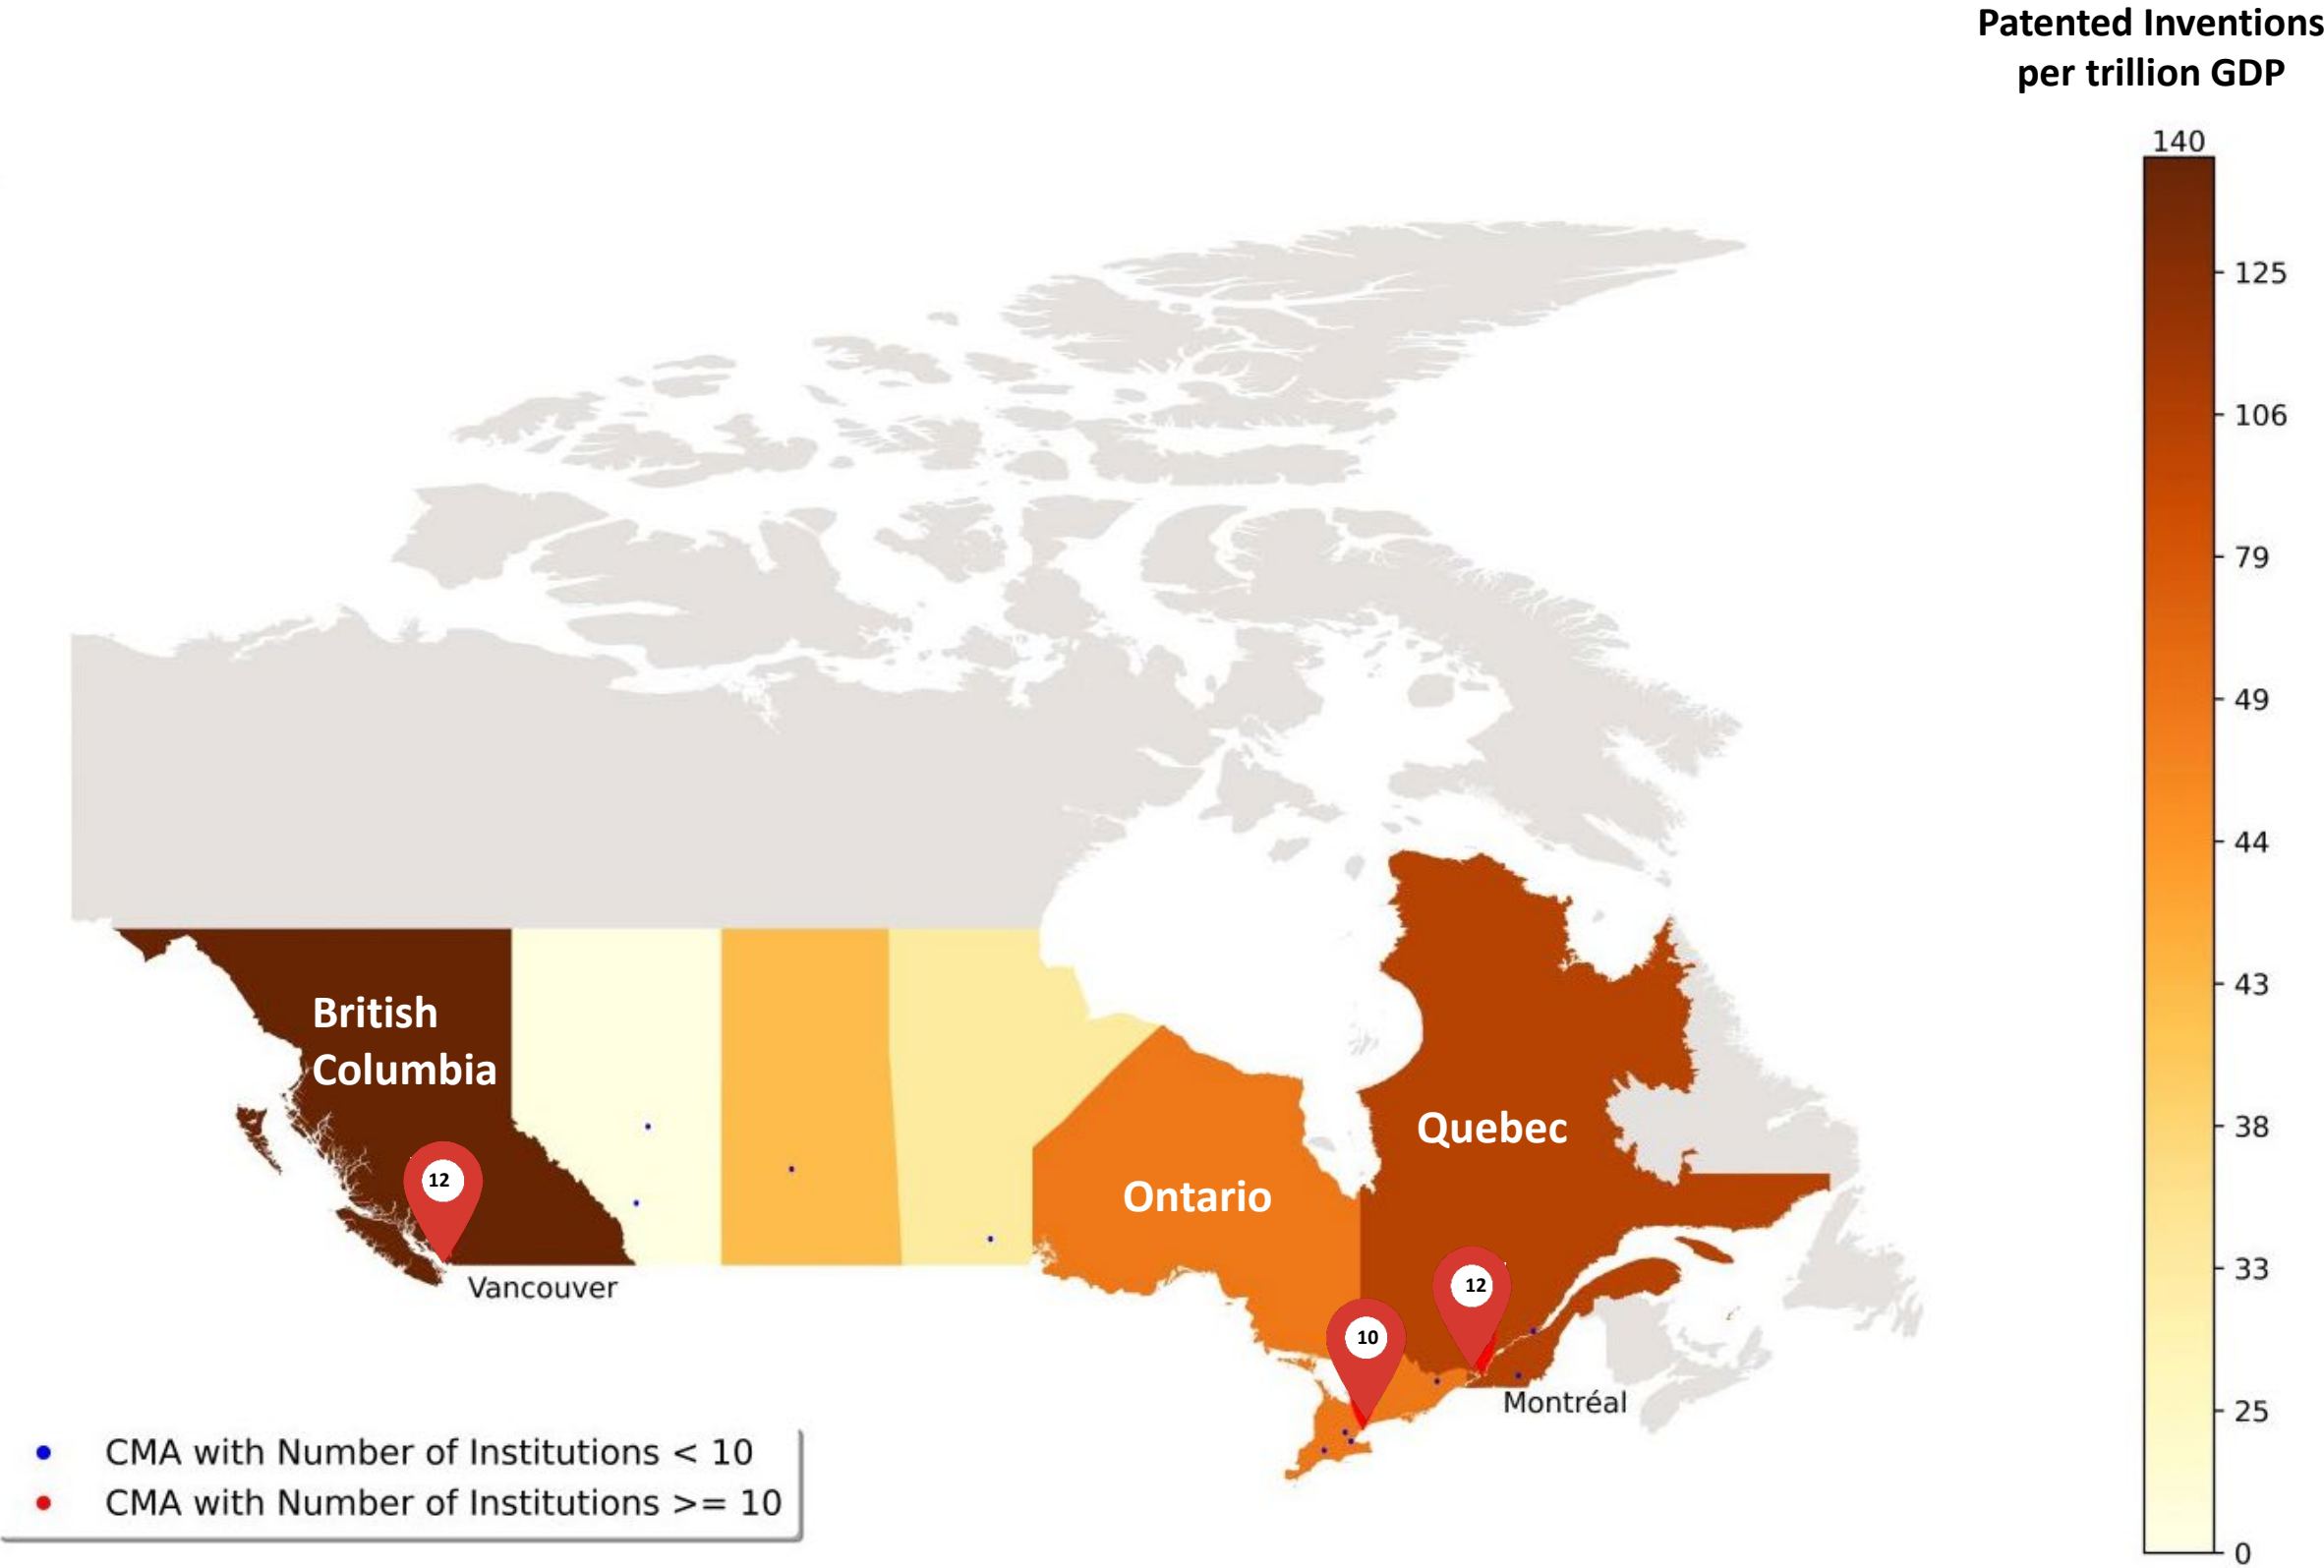 Patented Inventions
per trillion GDP
140
125
106
79
49
44
43
38
33
25
0
British
Columbia
Quebec
Ontario
12
12
10
Vancouver
Montréal
CMA with Number of Institutions < 10
CMA with Number of Institutions >= 10